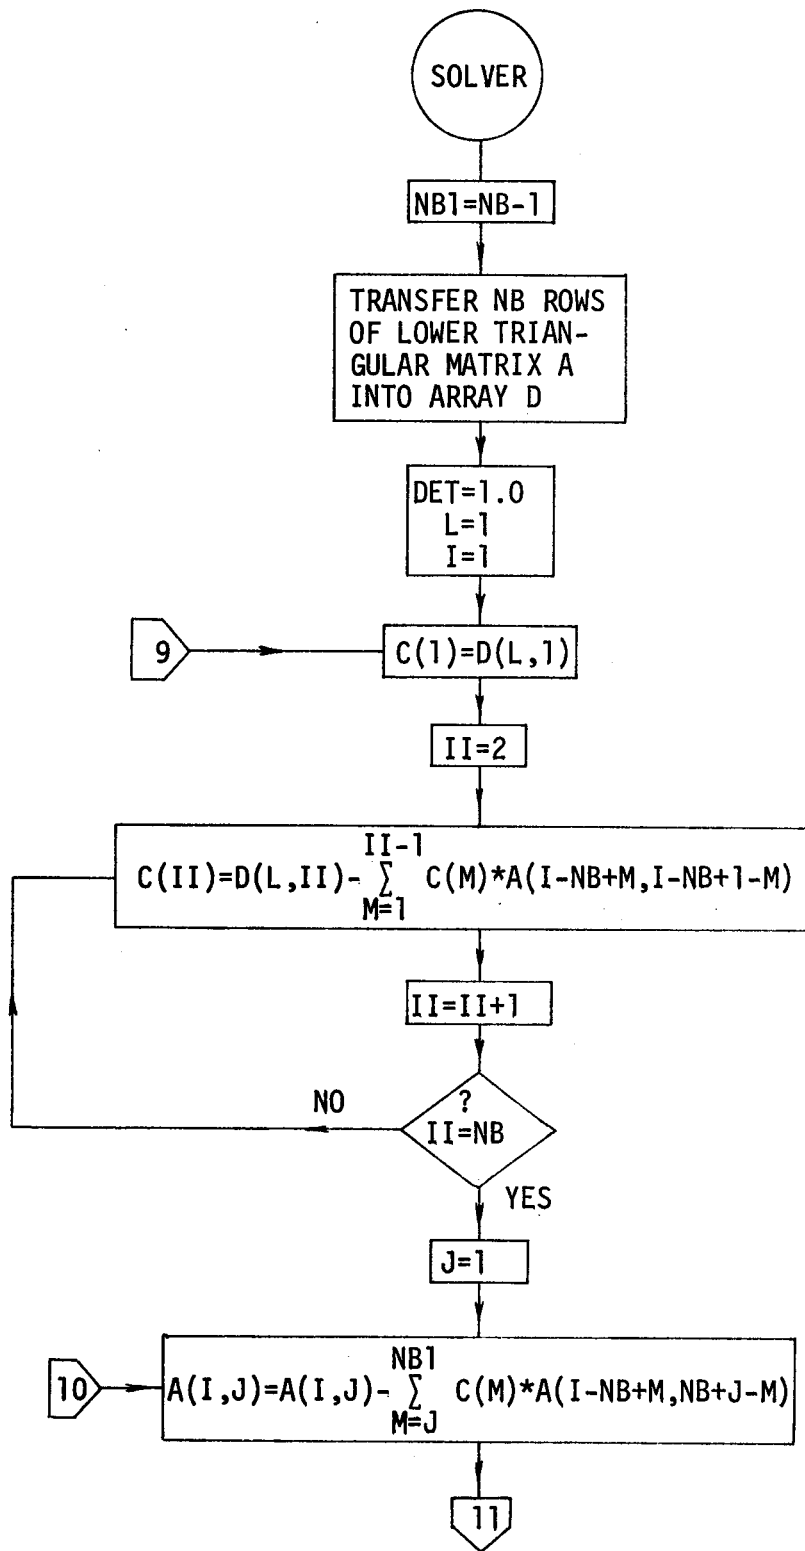 SOLVER
NB1=NB-1
TRANSFER NB ROWS
OF LOWER TRIAN-
GULAR MATRIX A
INTO ARRAY D
DET=1.0
L=1
I=1
9
C(1)=D(L,1)
II=2
C(II)=D(L,II)-∑_{M=1}^{II-1} C(M)*A(I-NB+M,I-NB+1-M)
II=II+1
NO
?
II=NB
YES
J=1
10
A(I,J)=A(I,J)-∑_{M=J}^{NB1} C(M)*A(I-NB+M,NB+J-M)
11